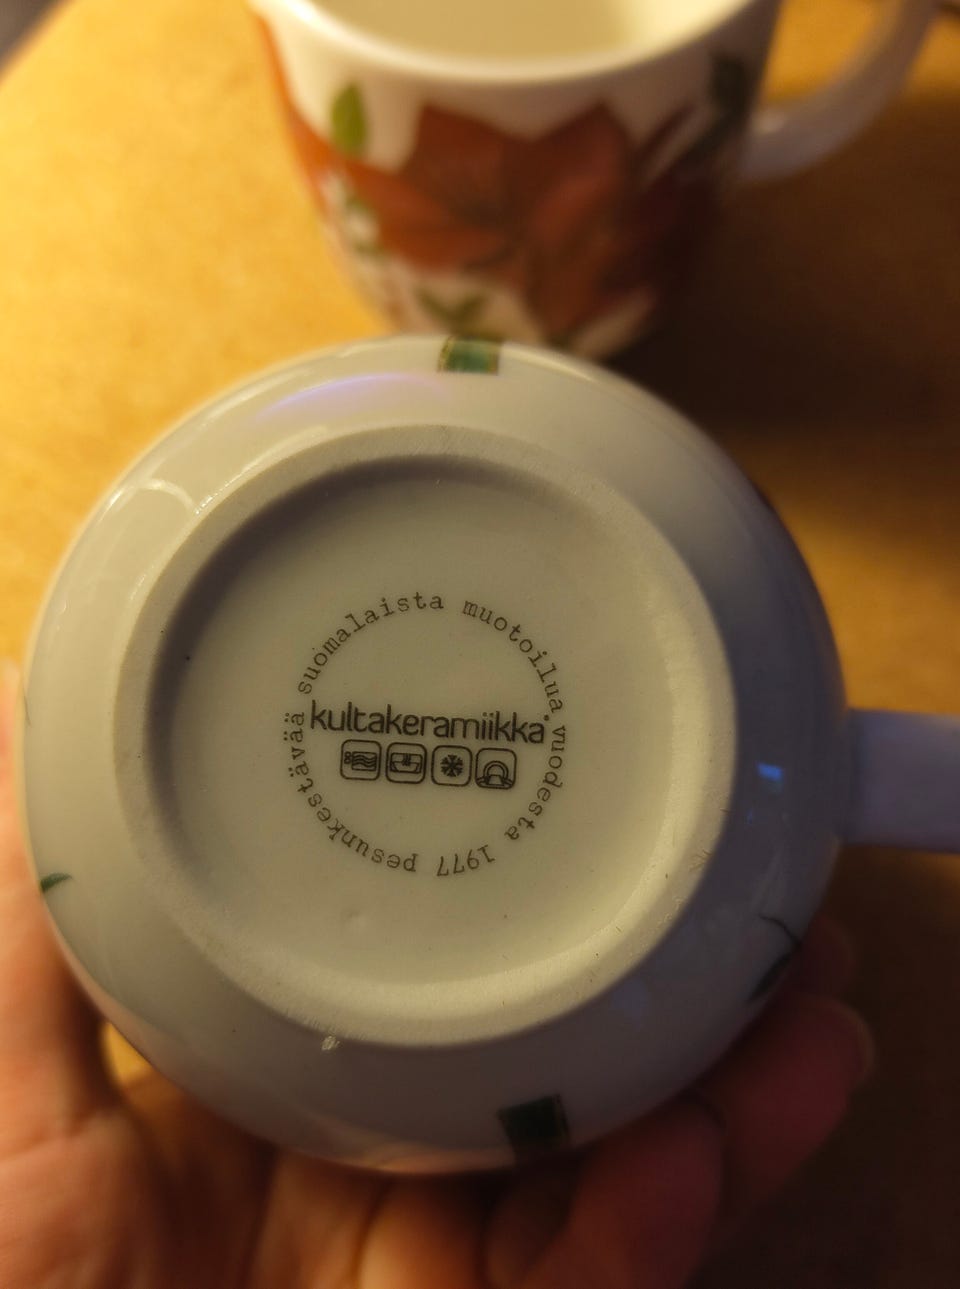 suomalaista muotoilua vuodesta 1977 pesunkestävää
kultakeramiikka